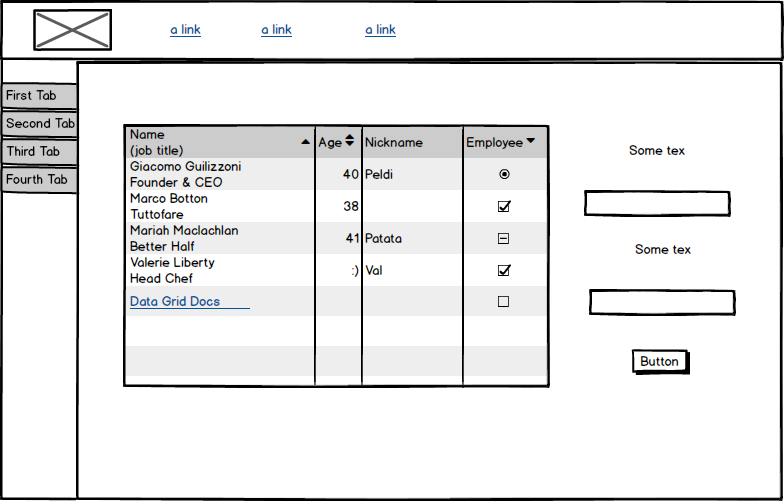 a link
a link
a link
First Tab
Second Tab
Third Tab
Fourth Tab
Name
(job title)
Age
Nickname
Employee
Giacomo Guilizzoni
Founder & CEO
40
Peldi
Marco Botton
Tuttofare
38
Mariah Maclachlan
Better Half
41
Patata
Valerie Liberty
Head Chef
:)
Val
Data Grid Docs
Some tex
Some tex
Button